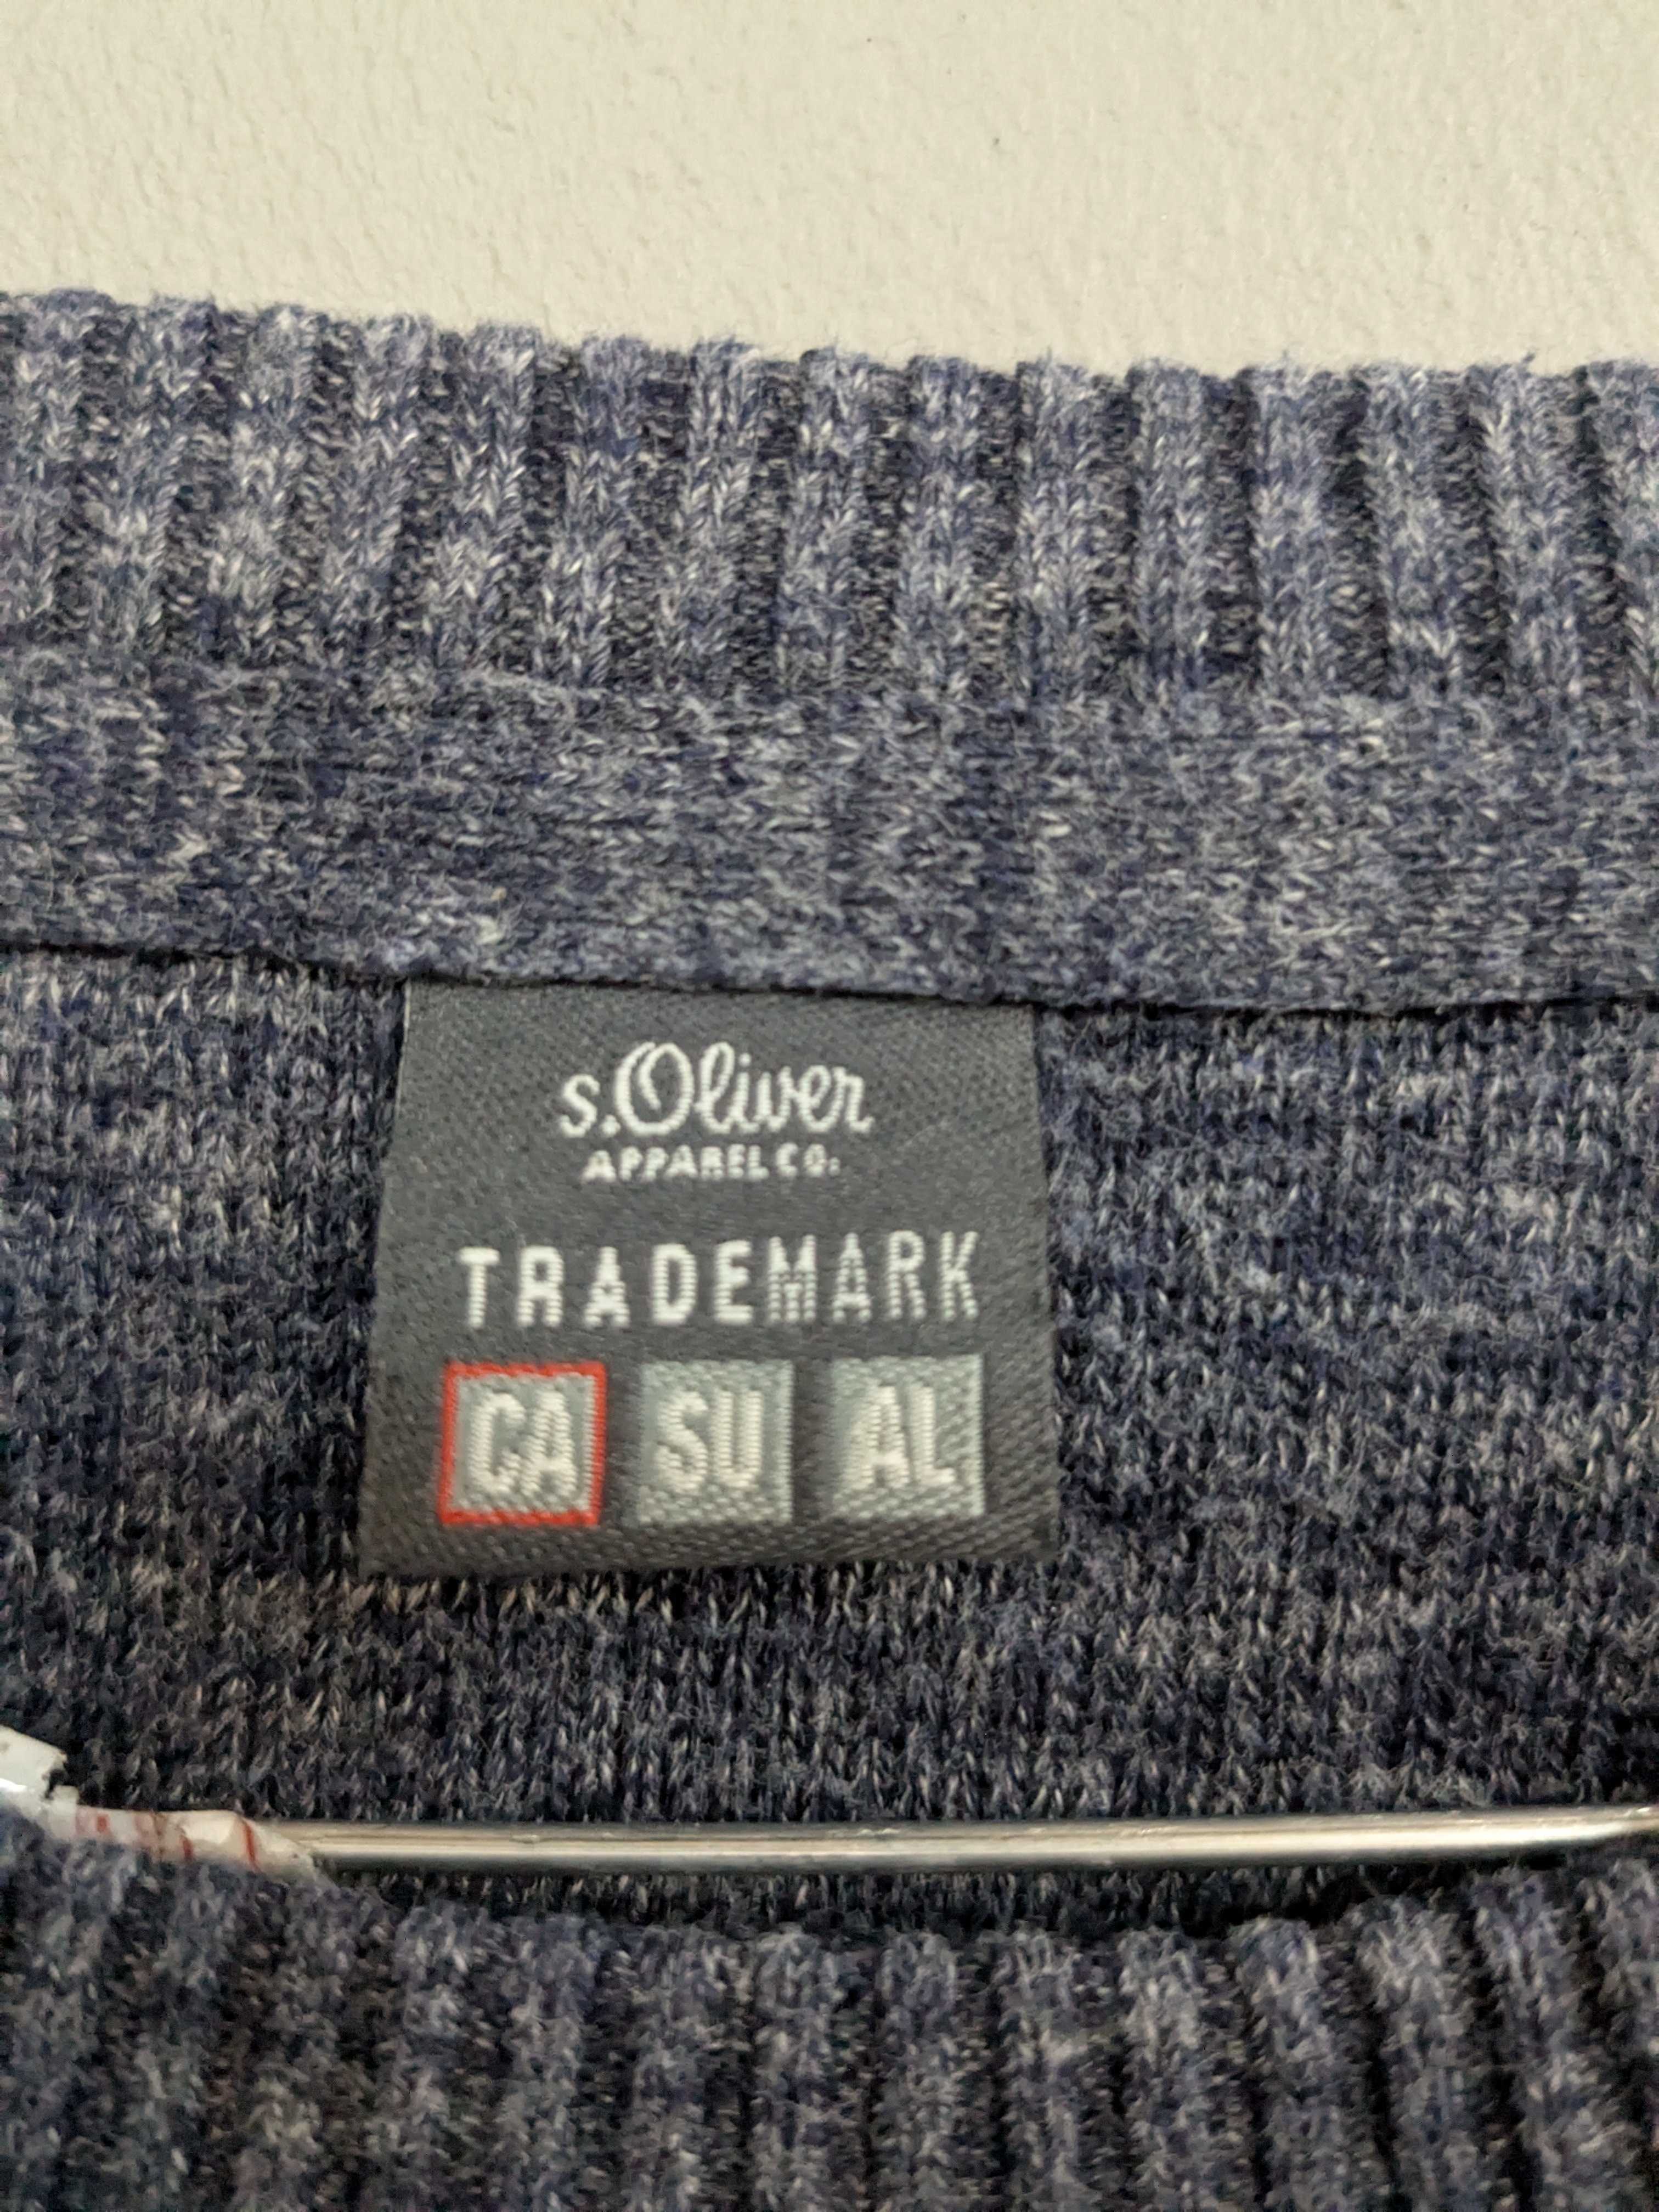 s.Oliver
APPAREL CO.
TRADEMARK
CA SU AL